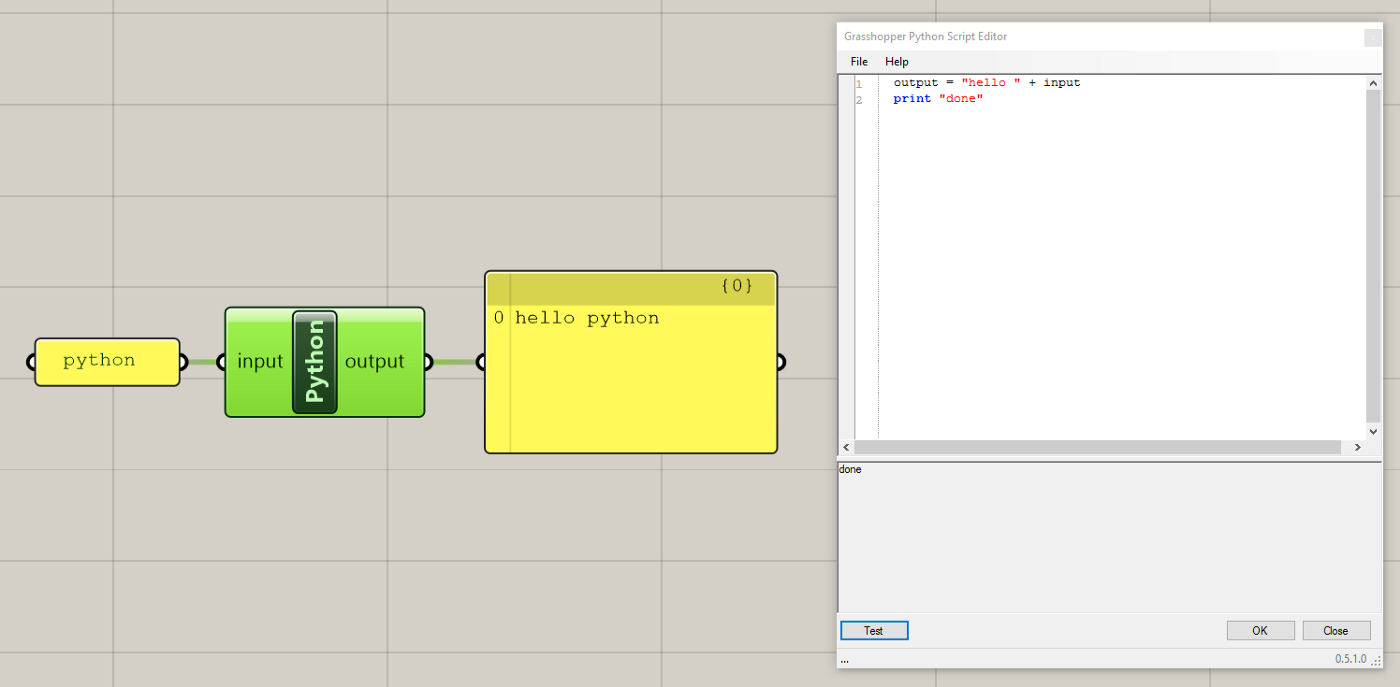 python
input
Python
output
{0}
0 hello python
Grasshopper Python Script Editor
File Help
1 output = "hello " + input
2 print "done"
done
Test OK Close
... 0.5.1.0